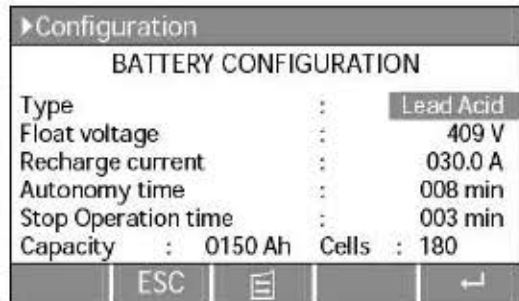 Configuration
BATTERY CONFIGURATION
Type : Lead Acid
Float voltage : 409 V
Recharge current : 030.0 A
Autonomy time : 008 min
Stop Operation time : 003 min
Capacity : 0150 Ah Cells : 180
ESC